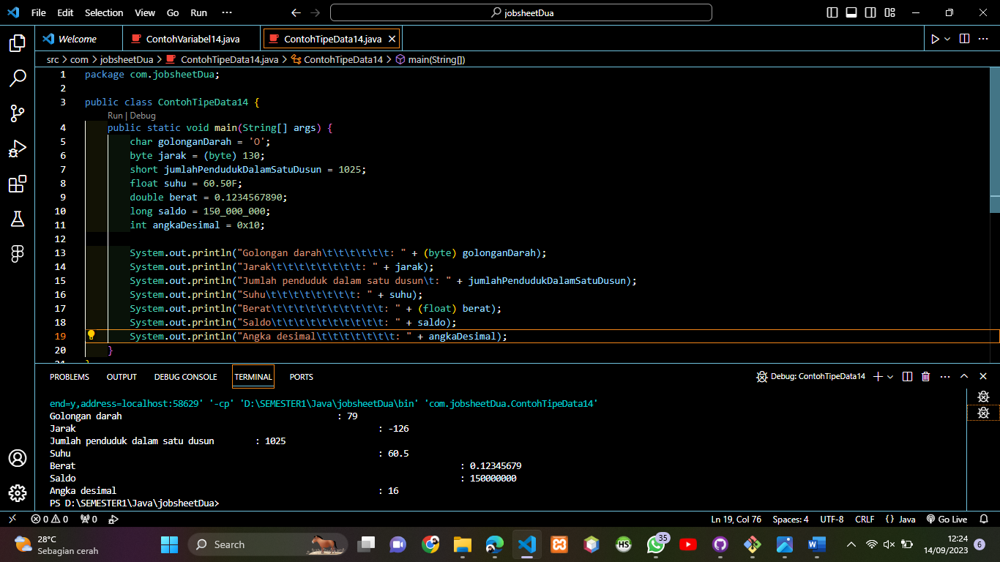 File Edit Selection View Go Run ··· jobsheetDua
Welcome ContohVariabel14.java ContohTipeData14.java
src > com > jobsheetDua > ContohTipeData14.java > ContohTipeData14 > main(String[])
1 package com.jobsheetDua;
2
3 public class ContohTipeData14 {
Run | Debug
4 public static void main(String[] args) {
5 char golonganDarah = 'O';
6 byte jarak = (byte) 130;
7 short jumlahPendudukDalamSatuDusun = 1025;
8 float suhu = 60.50F;
9 double berat = 0.1234567890;
10 long saldo = 150_000_000;
11 int angkaDesimal = 0x10;
12
13 System.out.println("Golongan darah\t\t\t\t\t\t: " + (byte) golonganDarah);
14 System.out.println("Jarak\t\t\t\t\t\t\t\t: " + jarak);
15 System.out.println("Jumlah penduduk dalam satu dusun\t: " + jumlahPendudukDalamSatuDusun);
16 System.out.println("Suhu\t\t\t\t\t\t\t\t: " + suhu);
17 System.out.println("Berat\t\t\t\t\t\t\t\t\t\t: " + (float) berat);
18 System.out.println("Saldo\t\t\t\t\t\t\t\t\t\t: " + saldo);
19 System.out.println("Angka desimal\t\t\t\t\t\t\t: " + angkaDesimal);
20 }
21 }
PROBLEMS OUTPUT DEBUG CONSOLE TERMINAL PORTS Debug: ContohTipeData14
end=y,address=localhost:58629' '-cp' 'D:\SEMESTER1\Java\jobsheetDua\bin' 'com.jobsheetDua.ContohTipeData14'
Golongan darah : 79
Jarak : -126
Jumlah penduduk dalam satu dusun : 1025
Suhu : 60.5
Berat : 0.12345679
Saldo : 150000000
Angka desimal : 16
PS D:\SEMESTER1\Java\jobsheetDua>
0 0 0 Ln 19, Col 76 Spaces: 4 UTF-8 CRLF {} Java Go Live
28°C
Sebagian cerah
Search
HS
35
12:24
14/09/2023
6